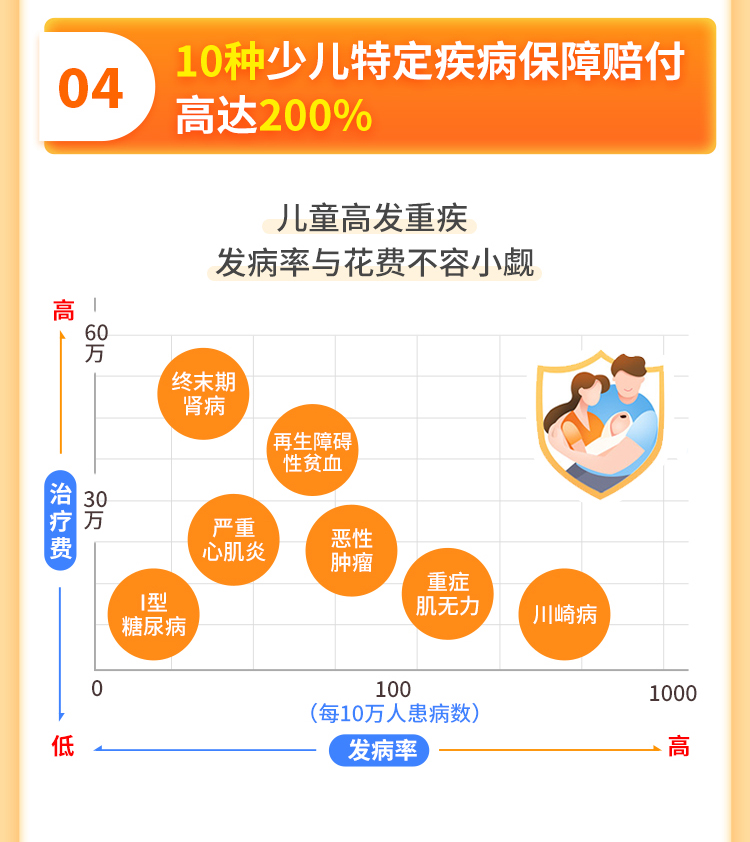 04
10种少儿特定疾病保障赔付
高达200%
儿童高发重疾
发病率与花费不容小觑
高
60
万
终末期
肾病
再生障碍
性贫血
治疗费
30
万
严重
心肌炎
恶性
肿瘤
重症
肌无力
I型
糖尿病
川崎病
0
100
1000
（每10万人患病数）
低
发病率
高